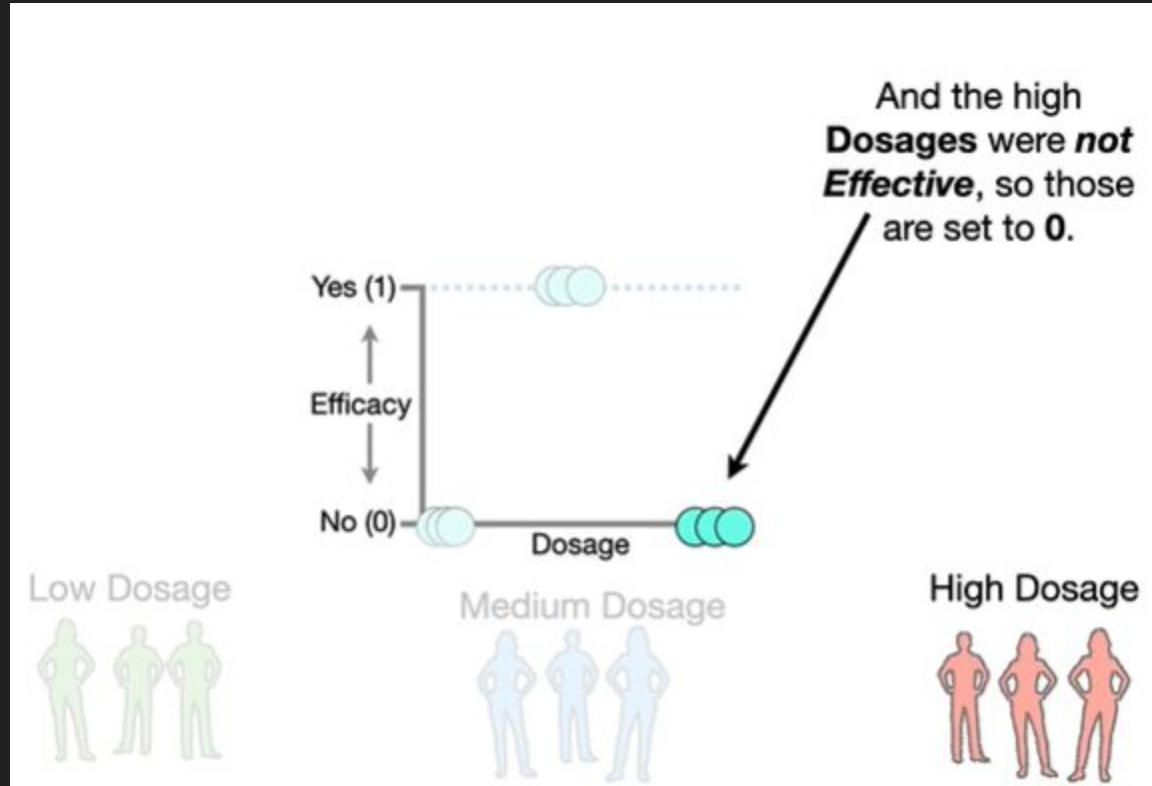 And the high
Dosages were not
Effective, so those
are set to 0.
Yes (1)
Efficacy
No (0)
Dosage
Low Dosage
Medium Dosage
High Dosage